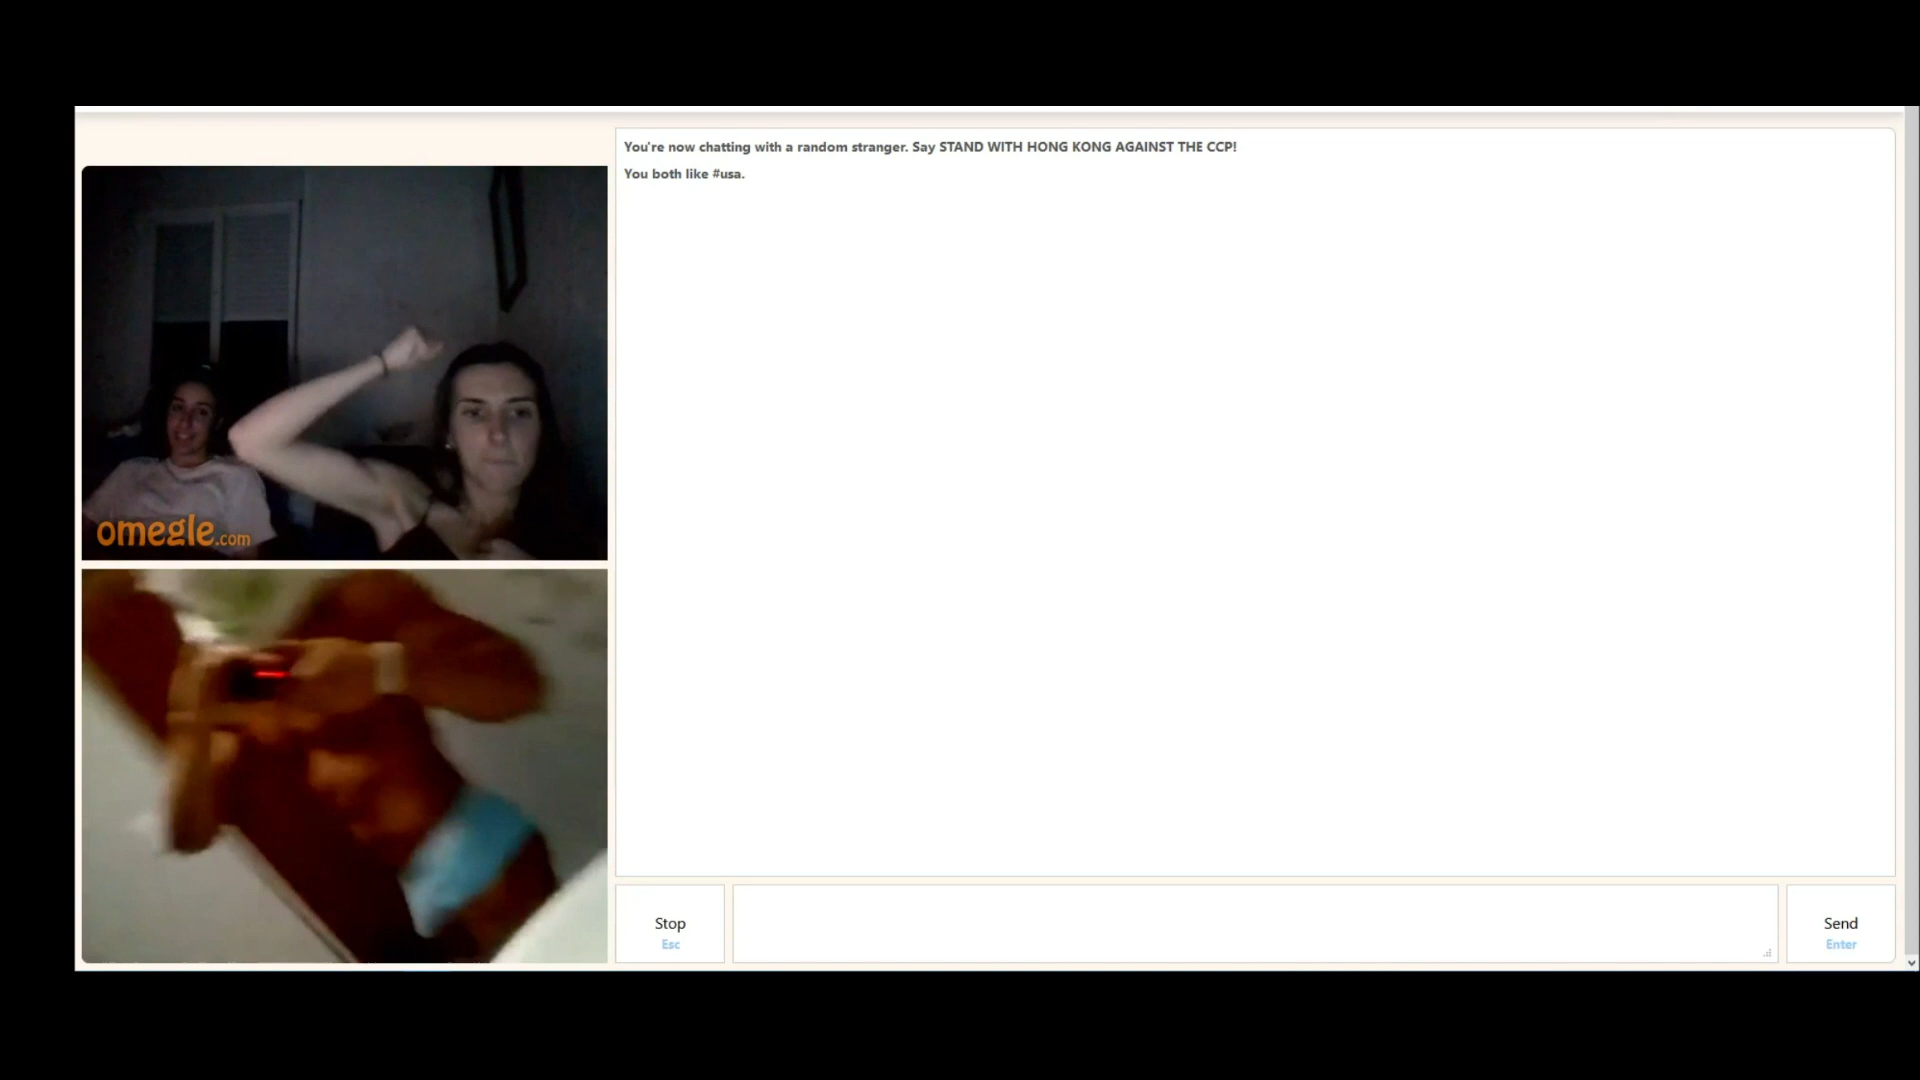 You're now chatting with a random stranger. Say STAND WITH HONG KONG AGAINST THE CCP!
You both like #usa.
omegle.com
Stop
Esc
Send
Enter